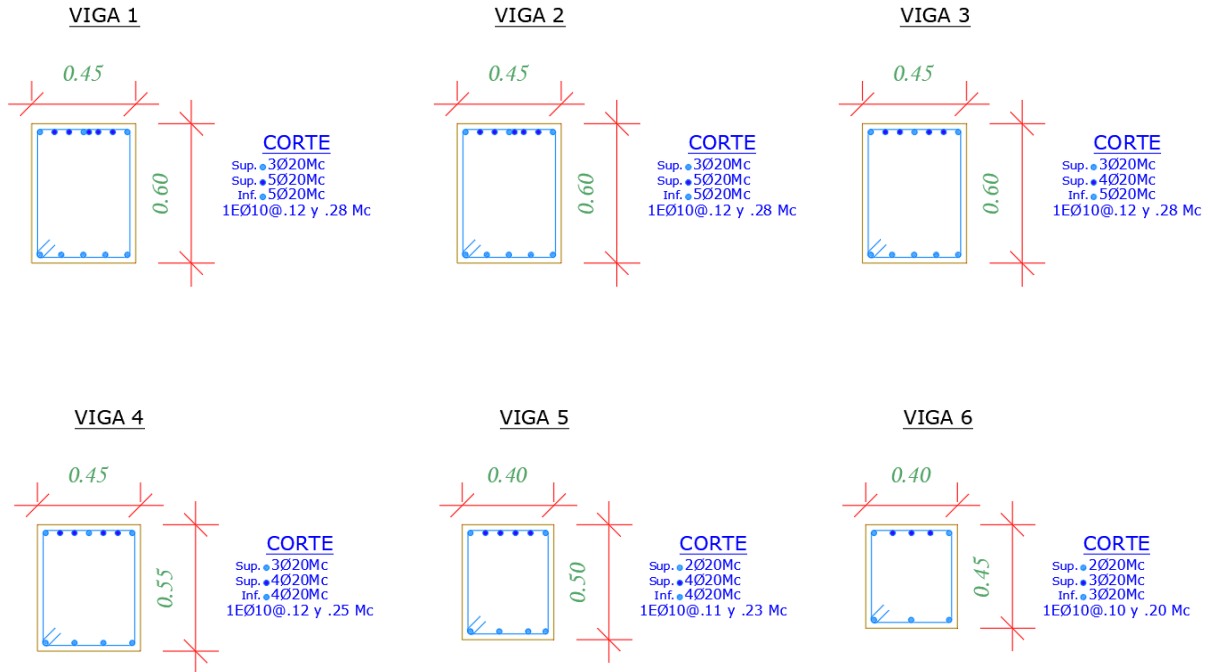 VIGA 1
0.45
0.60
CORTE
Sup. 3Ø20Mc
Sup. 5Ø20Mc
Inf. 5Ø20Mc
1EØ10@.12 y .28 Mc
VIGA 2
0.45
0.60
CORTE
Sup. 3Ø20Mc
Sup. 5Ø20Mc
Inf. 5Ø20Mc
1EØ10@.12 y .28 Mc
VIGA 3
0.45
0.60
CORTE
Sup. 3Ø20Mc
Sup. 4Ø20Mc
Inf. 5Ø20Mc
1EØ10@.12 y .28 Mc
VIGA 4
0.45
0.55
CORTE
Sup. 3Ø20Mc
Sup. 4Ø20Mc
Inf. 4Ø20Mc
1EØ10@.12 y .25 Mc
VIGA 5
0.40
0.50
CORTE
Sup. 2Ø20Mc
Sup. 4Ø20Mc
Inf. 4Ø20Mc
1EØ10@.11 y .23 Mc
VIGA 6
0.40
0.45
CORTE
Sup. 2Ø20Mc
Sup. 3Ø20Mc
Inf. 3Ø20Mc
1EØ10@.10 y .20 Mc